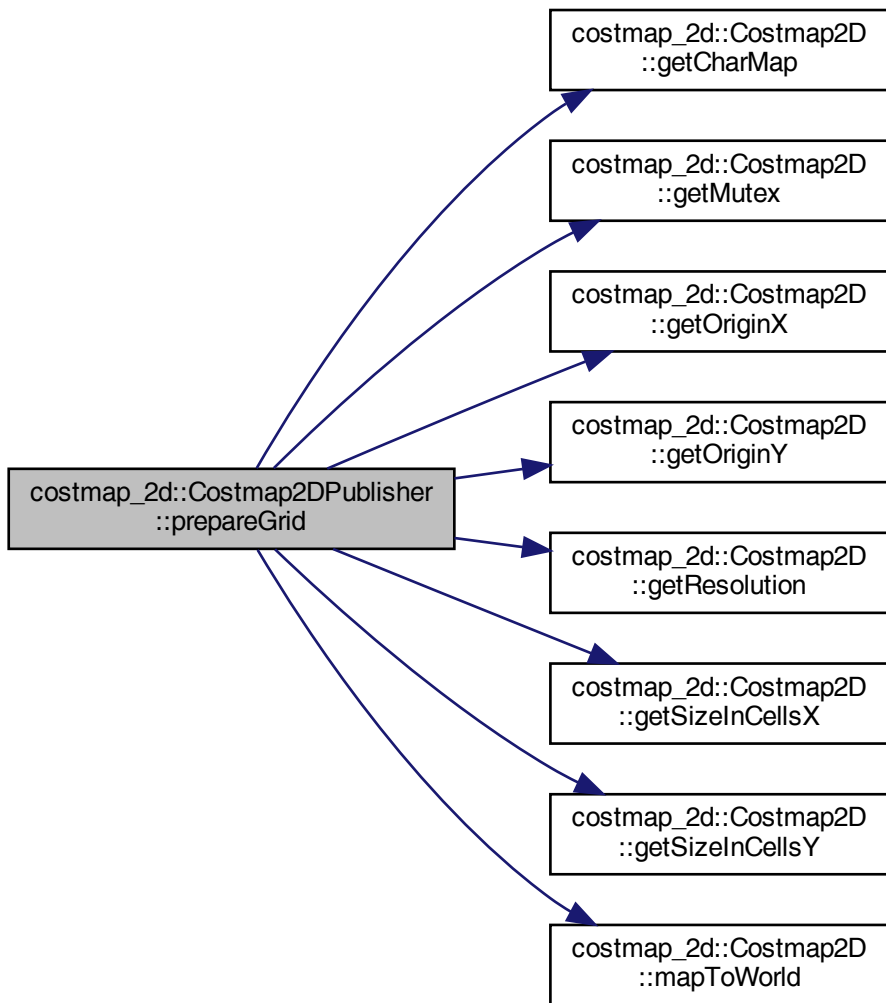 costmap_2d::Costmap2D
::getCharMap
costmap_2d::Costmap2D
::getMutex
costmap_2d::Costmap2D
::getOriginX
costmap_2d::Costmap2D
::getOriginY
costmap_2d::Costmap2DPublisher
::prepareGrid
costmap_2d::Costmap2D
::getResolution
costmap_2d::Costmap2D
::getSizeInCellsX
costmap_2d::Costmap2D
::getSizeInCellsY
costmap_2d::Costmap2D
::mapToWorld